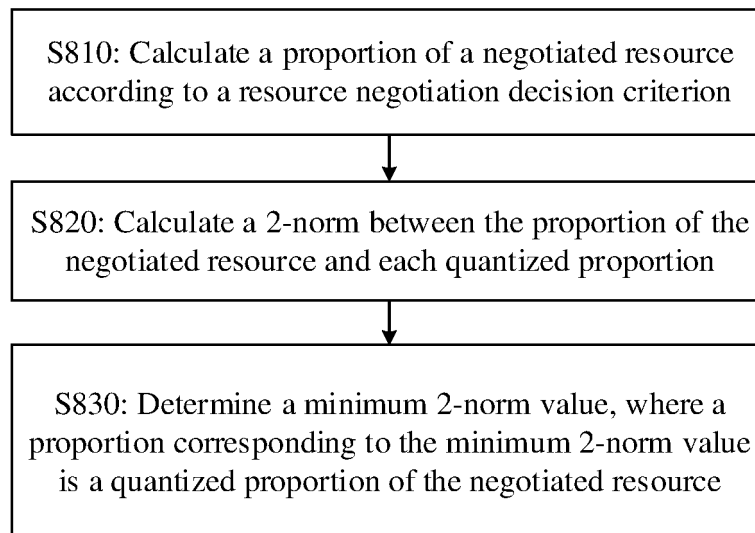 S810: Calculate a proportion of a negotiated resource
according to a resource negotiation decision criterion
S820: Calculate a 2-norm between the proportion of the
negotiated resource and each quantized proportion
S830: Determine a minimum 2-norm value, where a
proportion corresponding to the minimum 2-norm value
is a quantized proportion of the negotiated resource